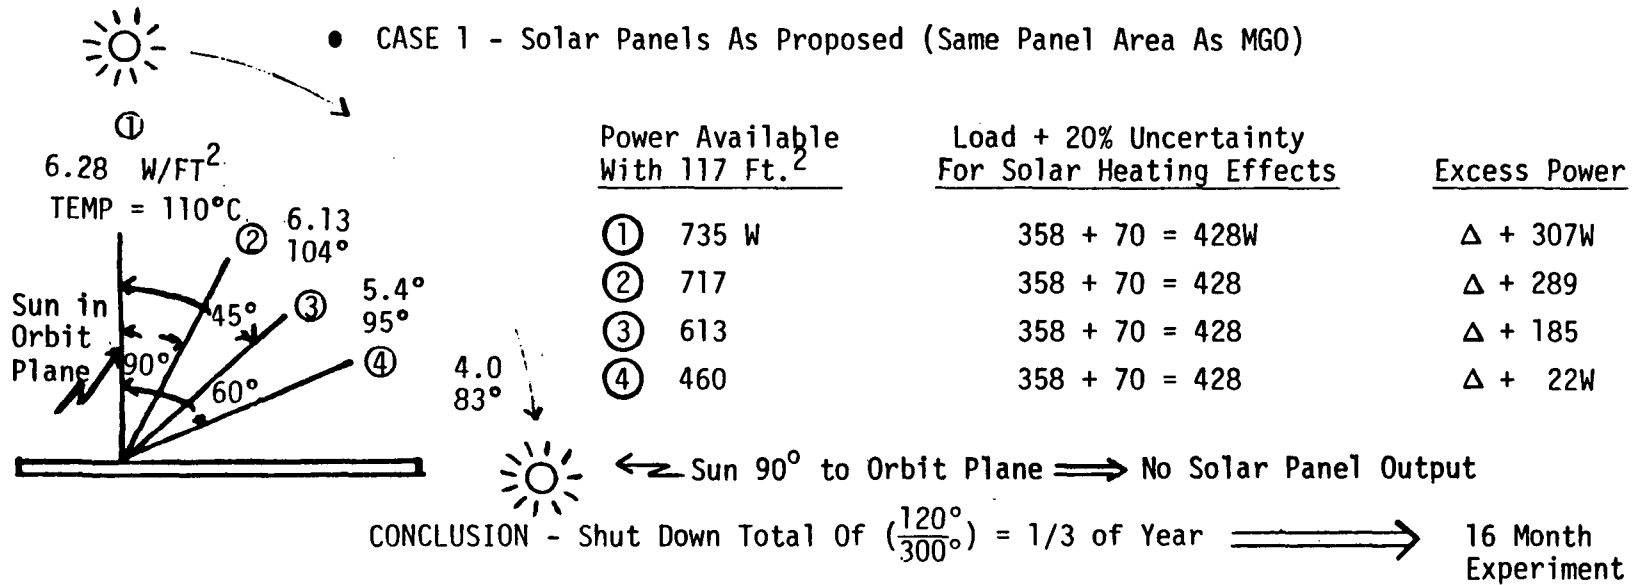 ● CASE 1 - Solar Panels As Proposed (Same Panel Area As MGO)
①
6.28 W/FT²
TEMP = 110°C
② 6.13
104°
③ 5.4°
95°
④ 4.0
83°
Sun in
Orbit
Plane
45°
90°
60°
Power Available
With 117 Ft.²
Load + 20% Uncertainty
For Solar Heating Effects
Excess Power
① 735 W 358 + 70 = 428W Δ + 307W
② 717 358 + 70 = 428 Δ + 289
③ 613 358 + 70 = 428 Δ + 185
④ 460 358 + 70 = 428 Δ + 22W
Sun 90° to Orbit Plane ⟹ No Solar Panel Output
CONCLUSION - Shut Down Total Of (120°/300°) = 1/3 of Year ⟹ 16 Month
Experiment